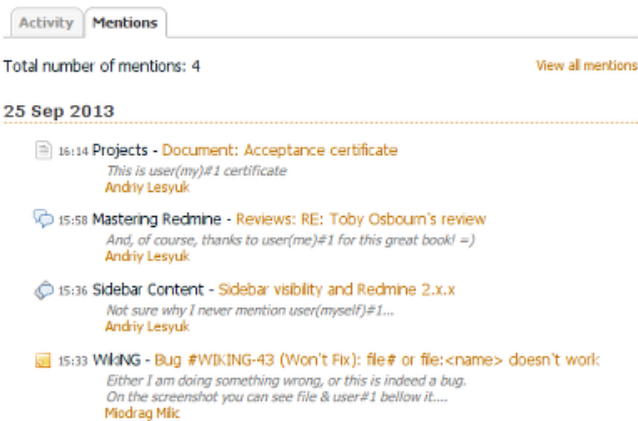 Activity Mentions
Total number of mentions: 4 View all mentions
25 Sep 2013
16:14 Projects - Document: Acceptance certificate
This is user(my)#1 certificate
Andriy Lesyuk
15:58 Mastering Redmine - Reviews: RE: Toby Osbourn's review
And, of course, thanks to user(me)#1 for this great book! =)
Andriy Lesyuk
15:36 Sidebar Content - Sidebar visibility and Redmine 2.x.x
Not sure why I never mention user(myself)#1...
Andriy Lesyuk
15:33 WikiNG - Bug #WIKING-43 (Won't Fix): file# or file:<name> doesn't work
Either I am doing something wrong, or this is indeed a bug.
On the screenshot you can see file & user#1 bellow it....
Miodrag Milic